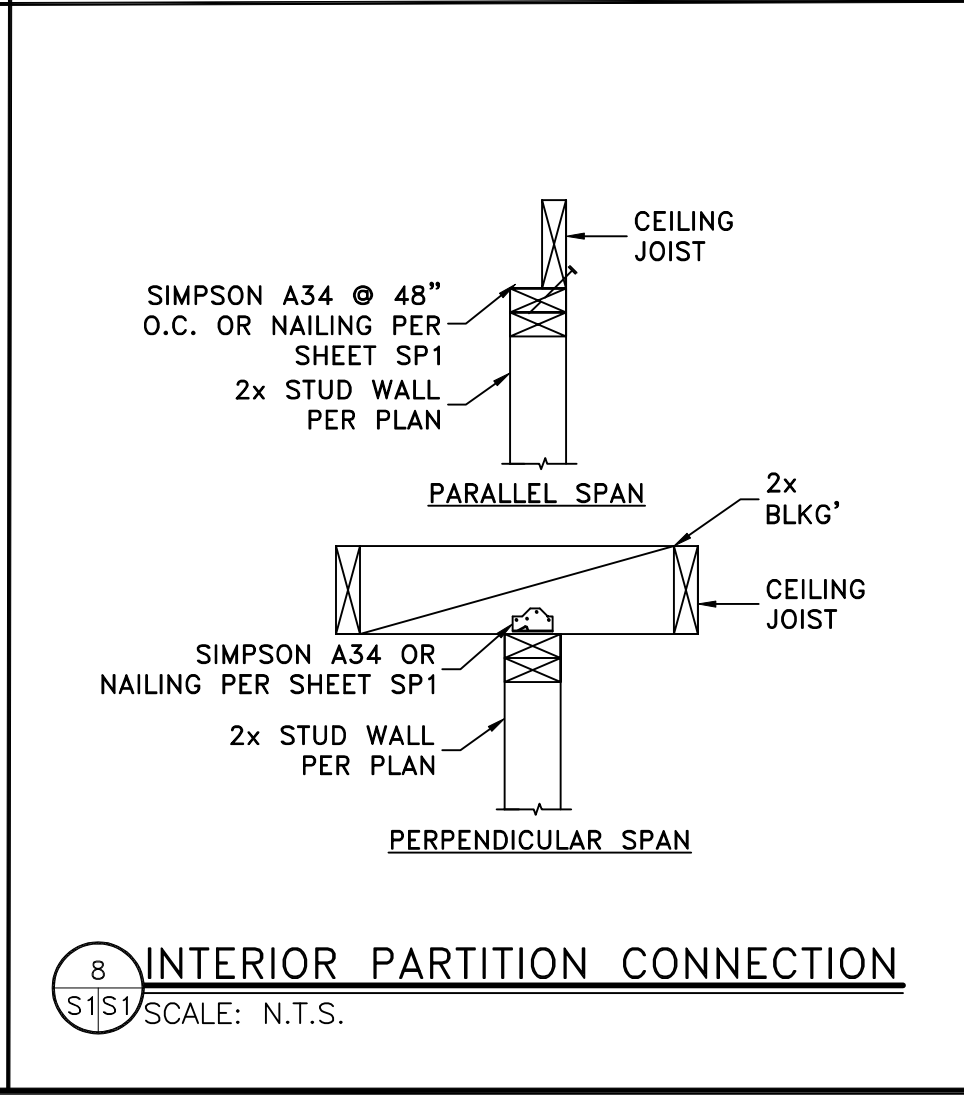 CEILING
JOIST
SIMPSON A34 @ 48”
O.C. OR NAILING PER
SHEET SP1
2x STUD WALL
PER PLAN
PARALLEL SPAN
2x
BLKG’
CEILING
JOIST
SIMPSON A34 OR
NAILING PER SHEET SP1
2x STUD WALL
PER PLAN
PERPENDICULAR SPAN
8
S1 S1
INTERIOR PARTITION CONNECTION
SCALE: N.T.S.